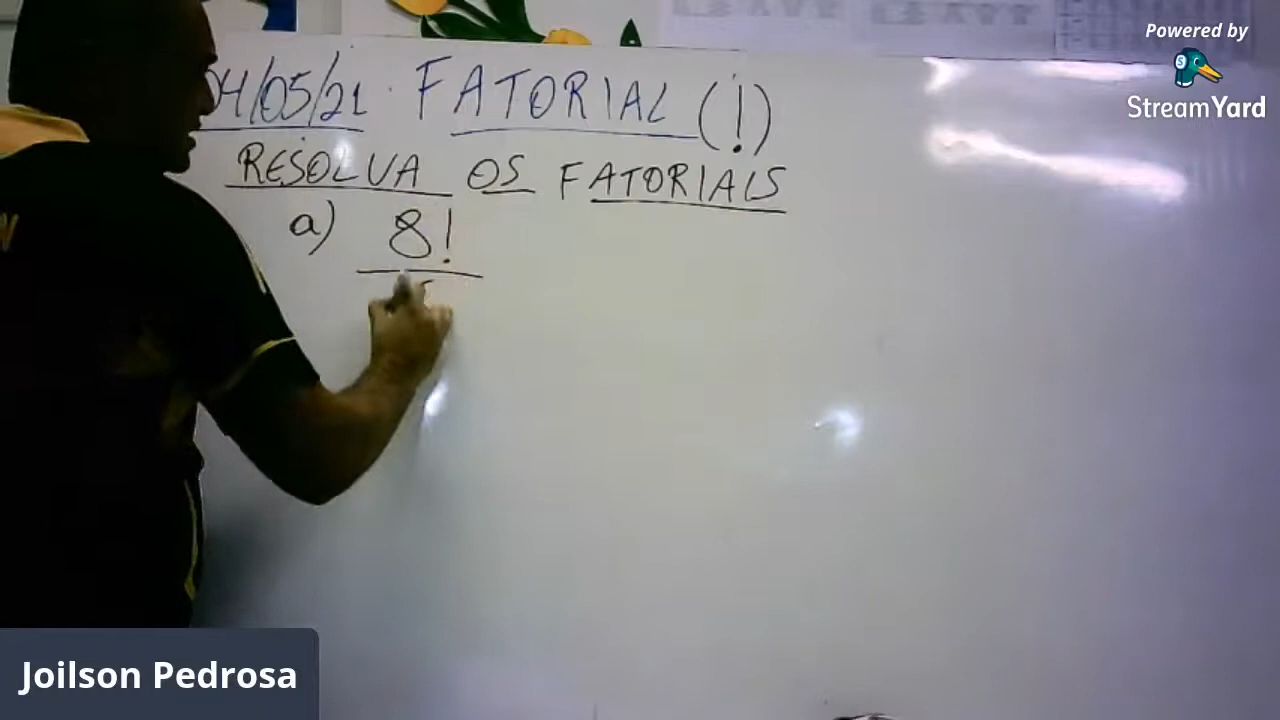 Powered by
StreamYard
04/05/21 · FATORIAL (!)
RESOLVA OS FATORIAIS
a) 8!
Joilson Pedrosa